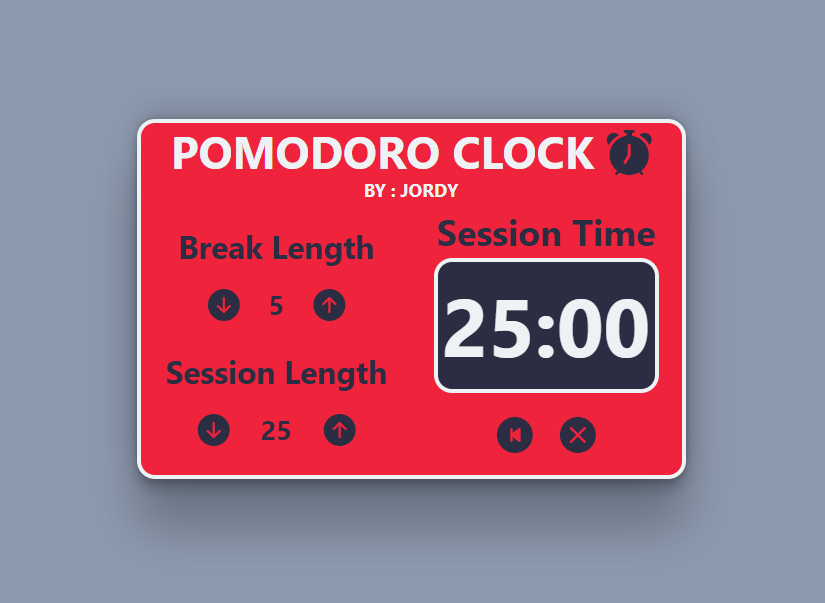 POMODORO CLOCK
BY : JORDY
Break Length
5
Session Length
25
Session Time
25:00